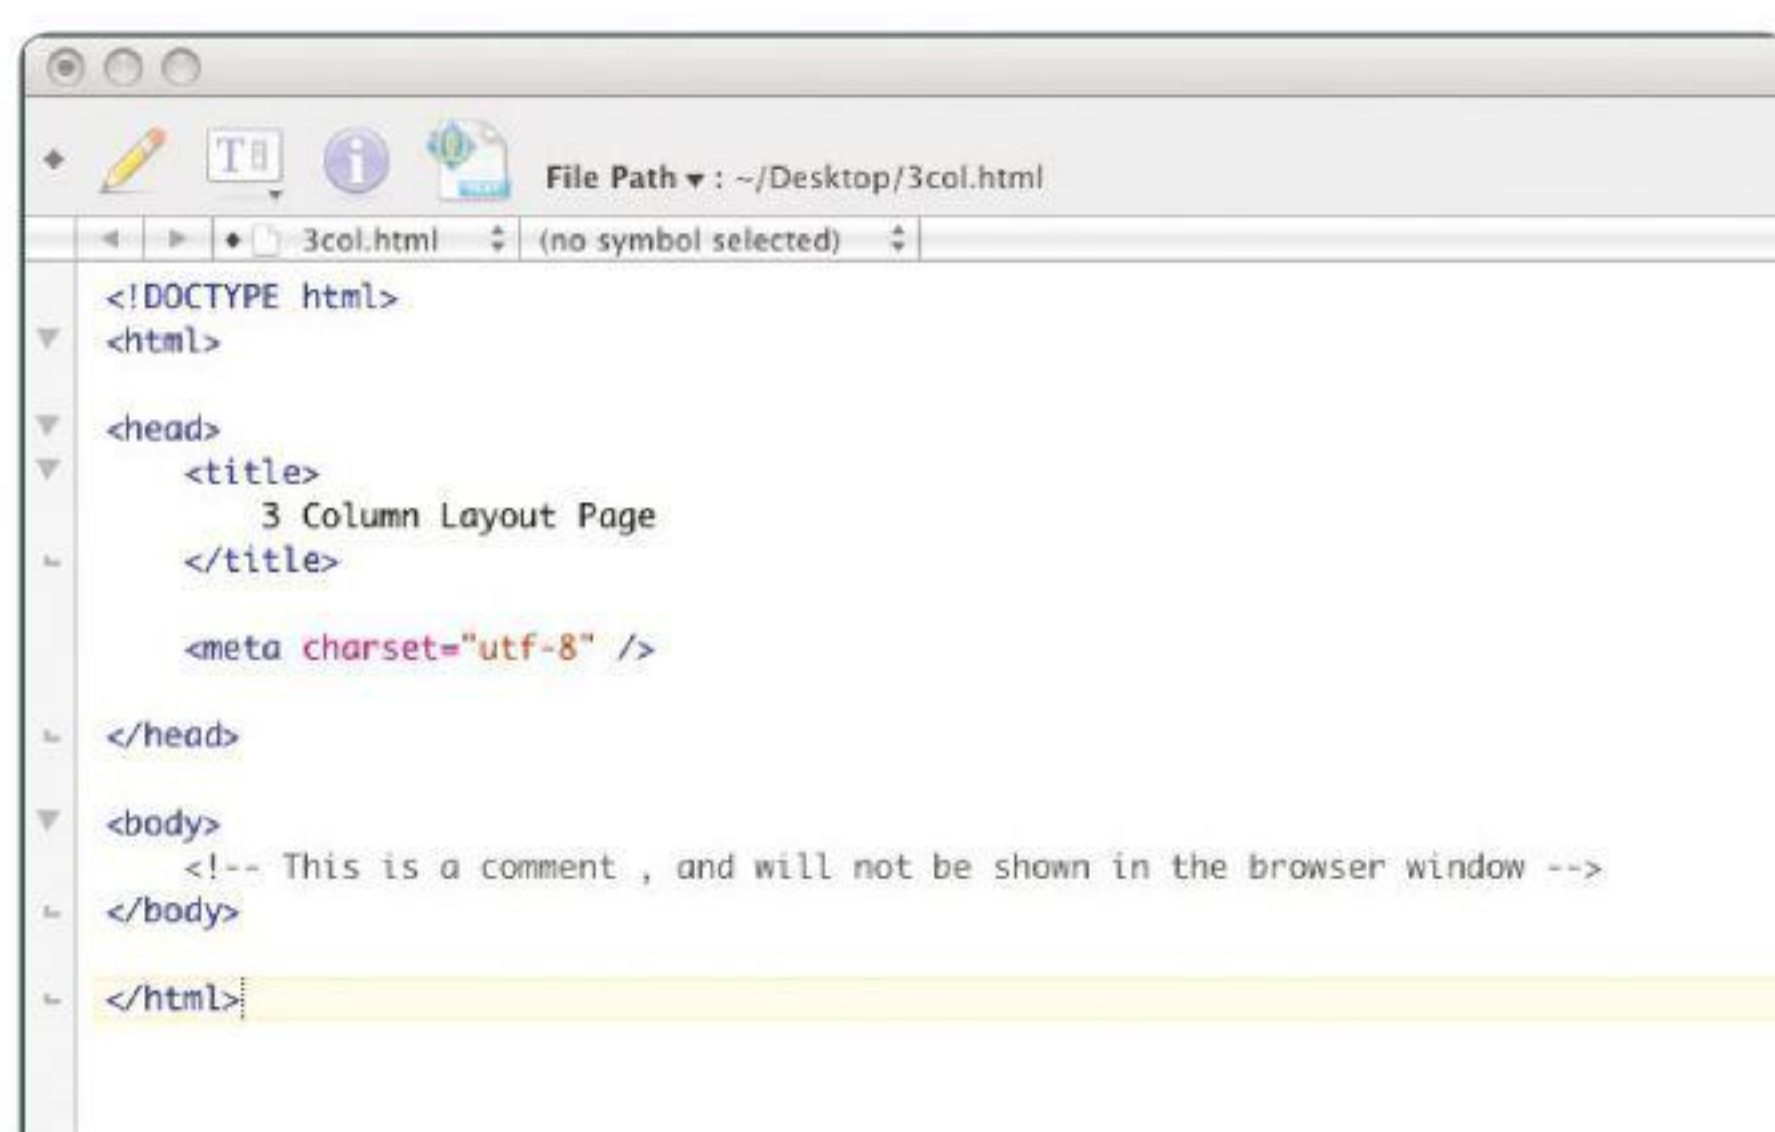 File Path ▾ : ~/Desktop/3col.html
3col.html (no symbol selected)
<!DOCTYPE html>
<html>
<head>
<title>
3 Column Layout Page
</title>
<meta charset="utf-8" />
</head>
<body>
<!-- This is a comment , and will not be shown in the browser window -->
</body>
</html>